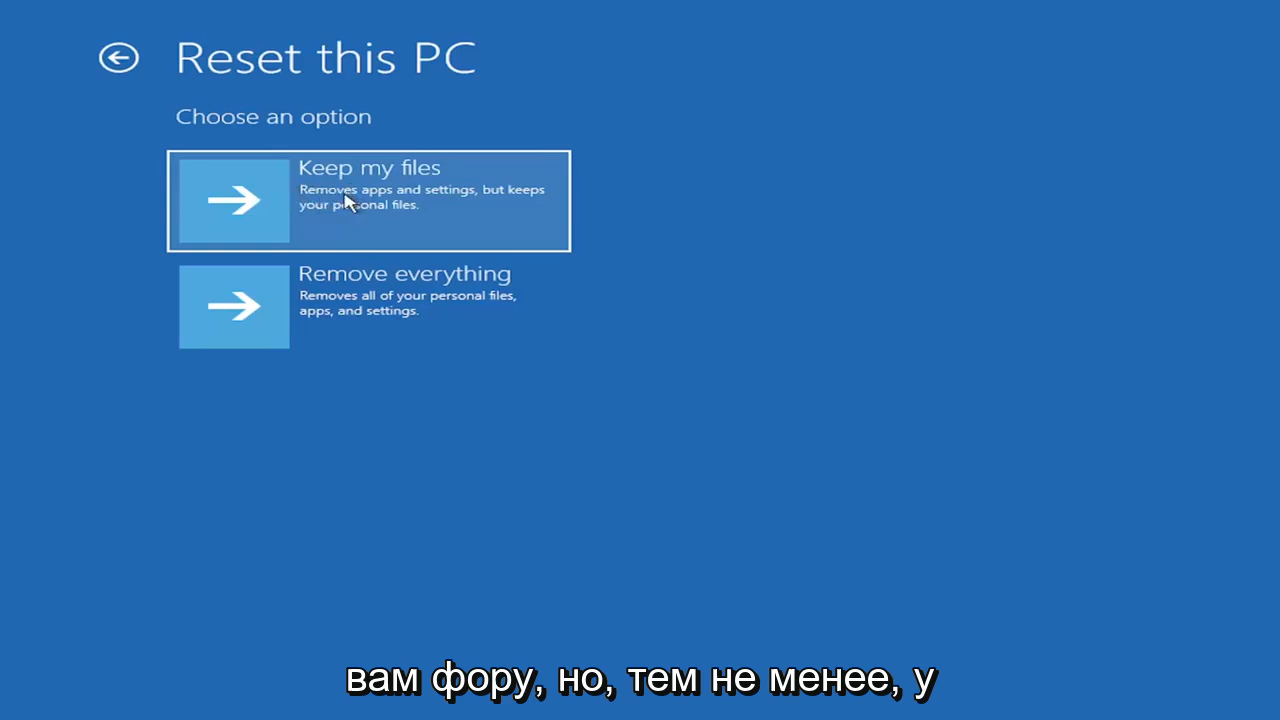 Reset this PC
Choose an option
Keep my files
Removes apps and settings, but keeps
your personal files.
Remove everything
Removes all of your personal files,
apps, and settings.
вам фору, но, тем не менее, у